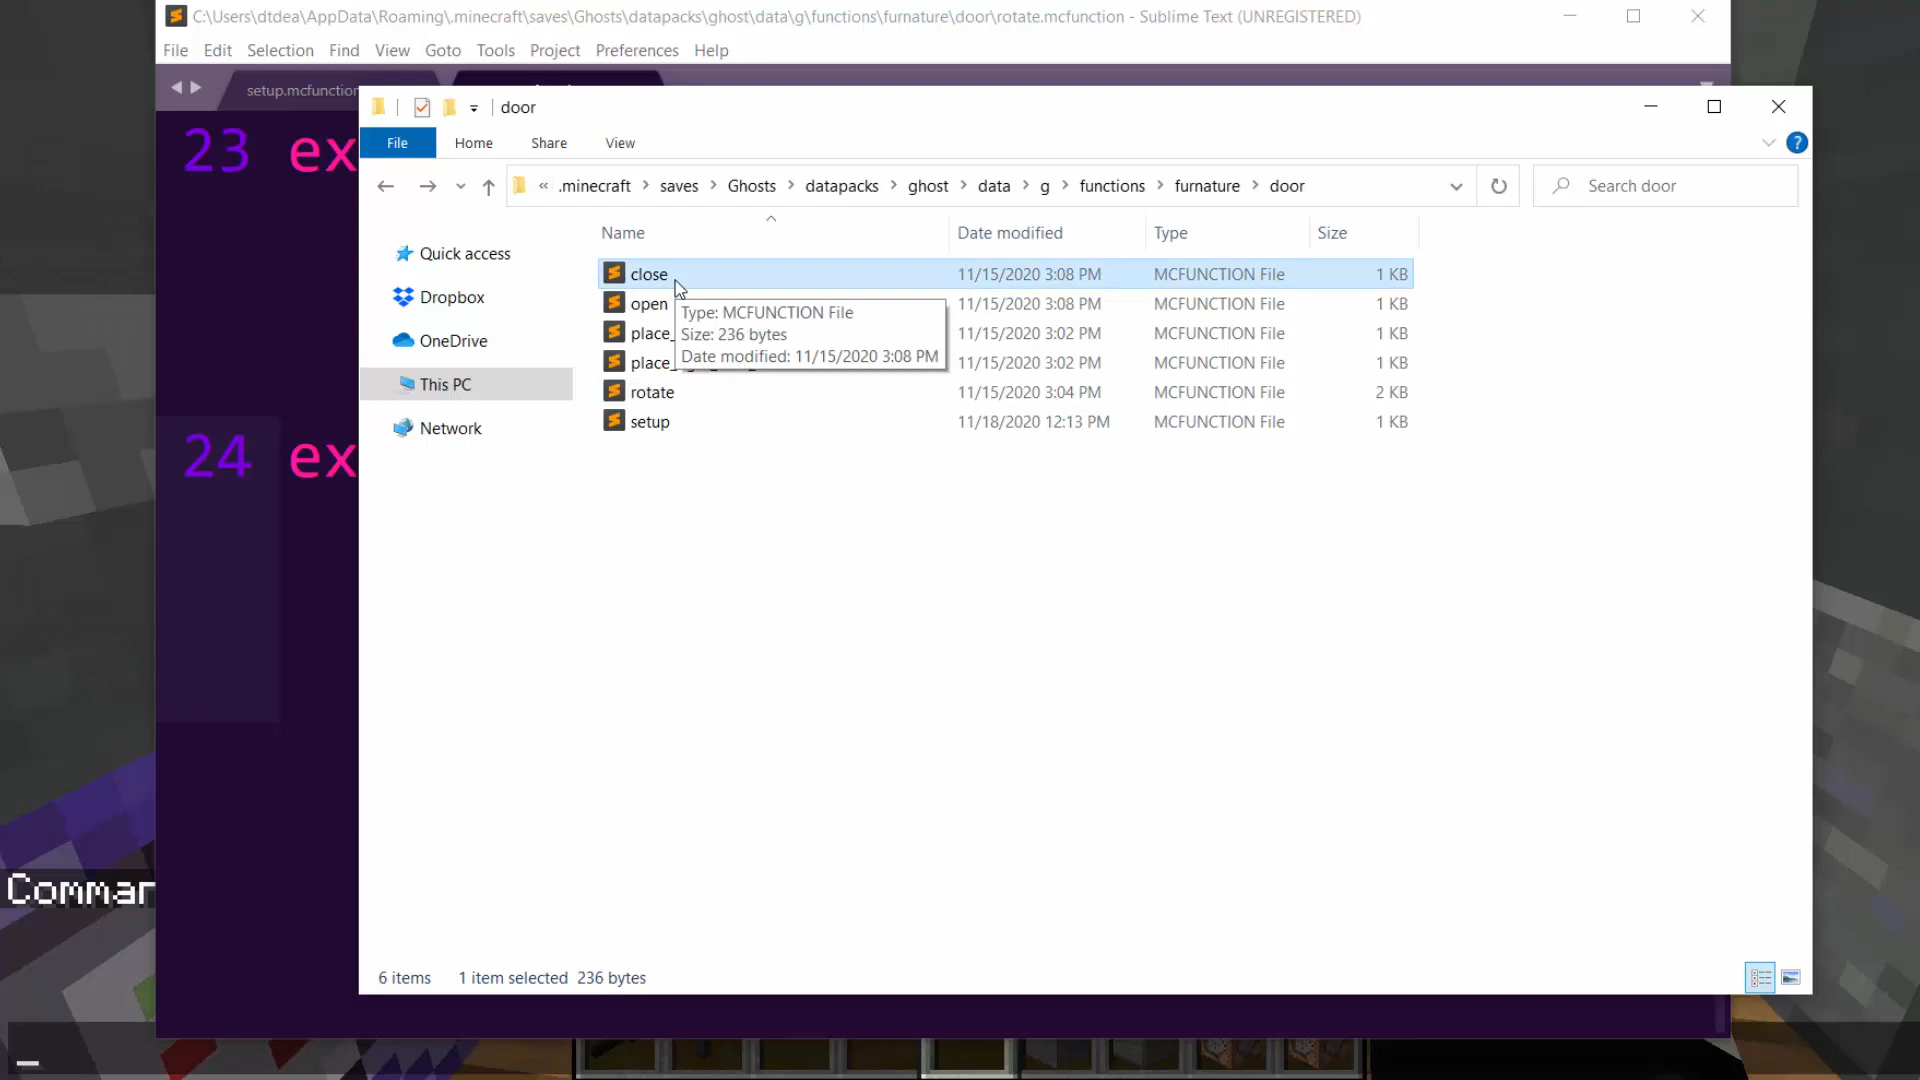 C:\Users\dtdea\AppData\Roaming\.minecraft\saves\Ghosts\datapacks\ghost\data\g\functions\furnature\door\rotate.mcfunction - Sublime Text (UNREGISTERED)
File Edit Selection Find View Goto Tools Project Preferences Help
setup.mcfunction
door
File Home Share View
« .minecraft saves Ghosts datapacks ghost data g functions furnature door
Search door
Name Date modified Type Size
Quick access
Dropbox
OneDrive
This PC
Network
close 11/15/2020 3:08 PM MCFUNCTION File 1 KB
open 11/15/2020 3:08 PM MCFUNCTION File 1 KB
place_ 11/15/2020 3:02 PM MCFUNCTION File 1 KB
place_ 11/15/2020 3:02 PM MCFUNCTION File 1 KB
rotate 11/15/2020 3:04 PM MCFUNCTION File 2 KB
setup 11/18/2020 12:13 PM MCFUNCTION File 1 KB
Type: MCFUNCTION File
Size: 236 bytes
Date modified: 11/15/2020 3:08 PM
23 ex
24 ex
Comman
6 items 1 item selected 236 bytes